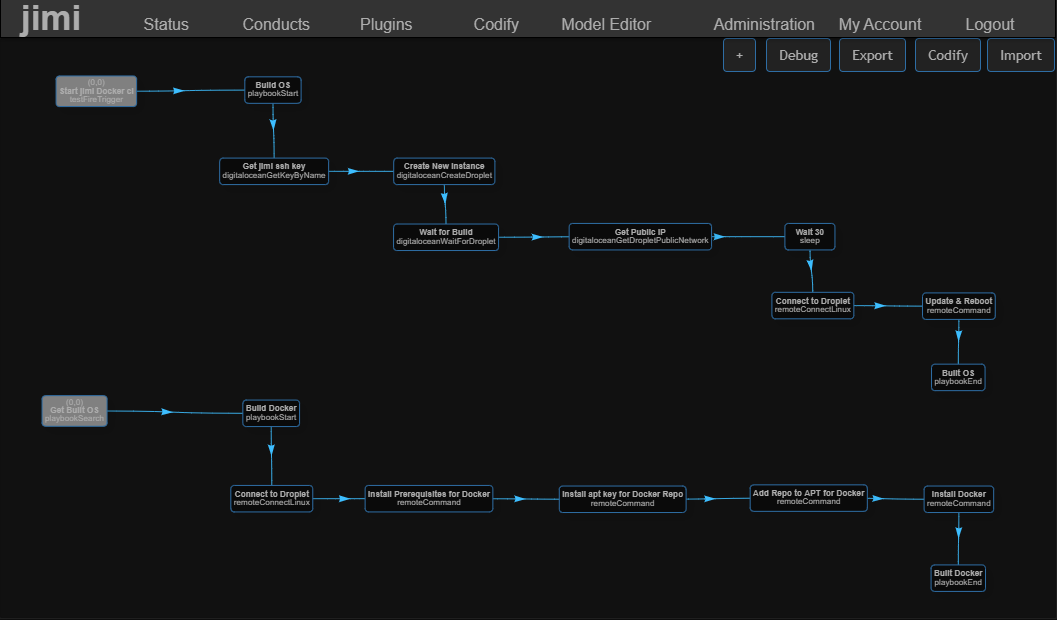 jimi
Status Conducts Plugins Codify Model Editor Administration My Account Logout
+ Debug Export Codify Import
(0,0)
Start jimi Docker cl
testFireTrigger
Build OS
playbookStart
Get jimi ssh key
digitaloceanGetKeyByName
Create New Instance
digitaloceanCreateDroplet
Wait for Build
digitaloceanWaitForDroplet
Get Public IP
digitaloceanGetDropletPublicNetwork
Wait 30
sleep
Connect to Droplet
remoteConnectLinux
Update & Reboot
remoteCommand
Built OS
playbookEnd
(0,0)
Get Built OS
playbookSearch
Build Docker
playbookStart
Connect to Droplet
remoteConnectLinux
Install Prerequisites for Docker
remoteCommand
Install apt key for Docker Repo
remoteCommand
Add Repo to APT for Docker
remoteCommand
Install Docker
remoteCommand
Built Docker
playbookEnd